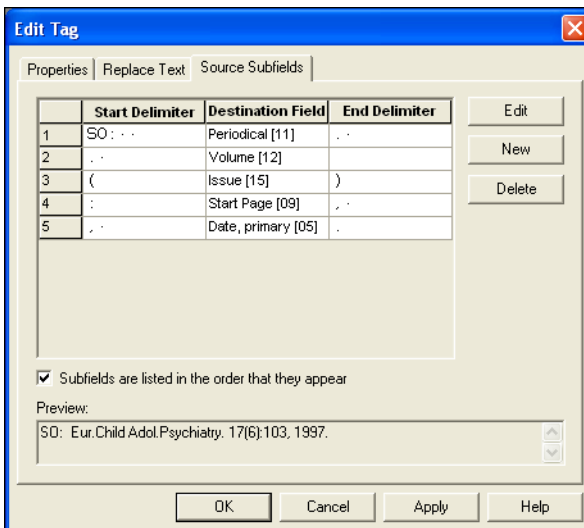 Edit Tag
Properties Replace Text Source Subfields
Start Delimiter Destination Field End Delimiter
1 SO: · · Periodical [11] . ·
2 . · Volume [12]
3 ( Issue [15] )
4 : Start Page [09] , ·
5 , · Date, primary [05] .
Edit
New
Delete
Subfields are listed in the order that they appear
Preview:
SO:  Eur.Child Adol.Psychiatry. 17(6):103, 1997.
OK Cancel Apply Help